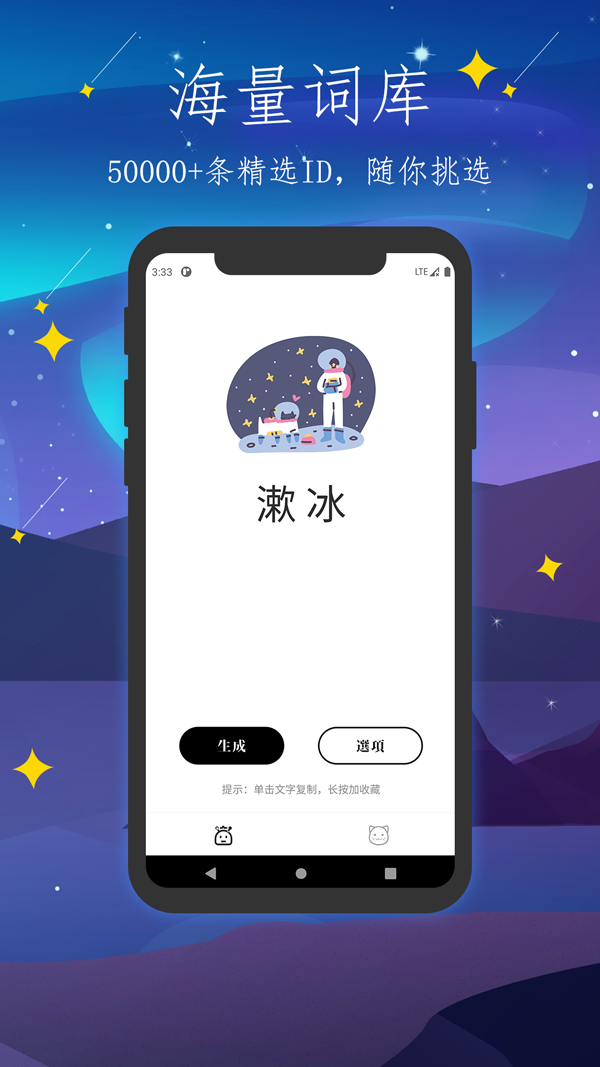 海量词库
50000+条精选ID，随你挑选
3:33
LTE
漱冰
生成
選項
提示：单击文字复制，长按加收藏